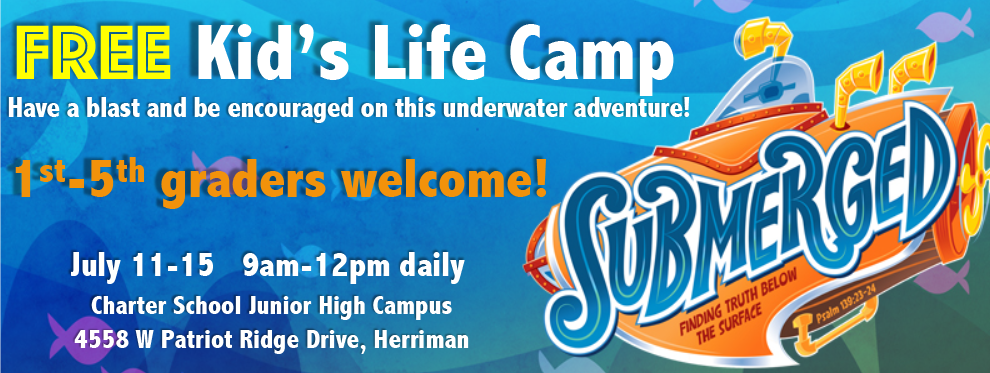 FREE Kid's Life Camp
Have a blast and be encouraged on this underwater adventure!
1st-5th graders welcome!
July 11-15 9am-12pm daily
Charter School Junior High Campus
4558 W Patriot Ridge Drive, Herriman
SUBMERGED
FINDING TRUTH BELOW
THE SURFACE
Psalm 139:23-24